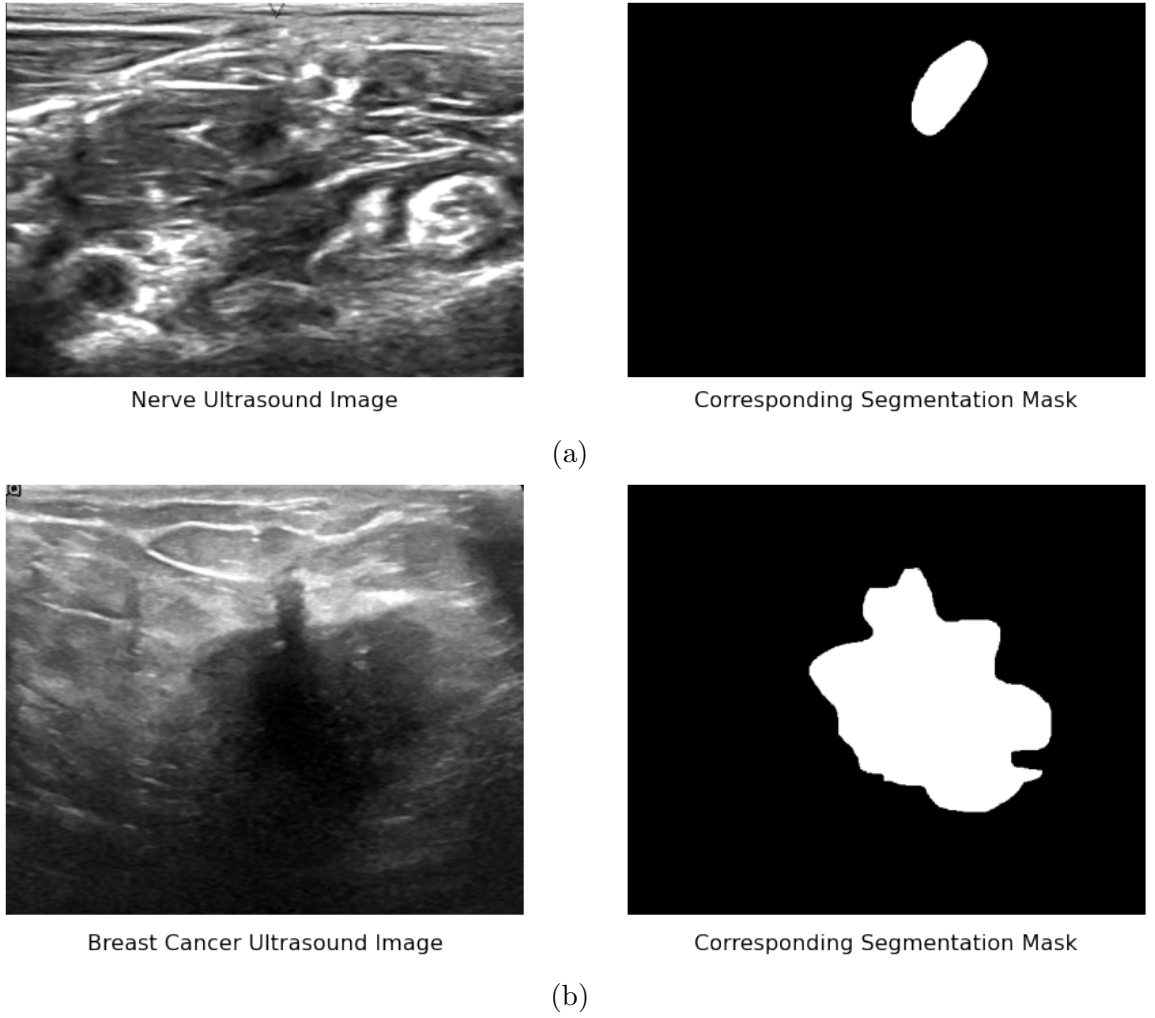 Nerve Ultrasound Image
Corresponding Segmentation Mask
(a)
Breast Cancer Ultrasound Image
Corresponding Segmentation Mask
(b)